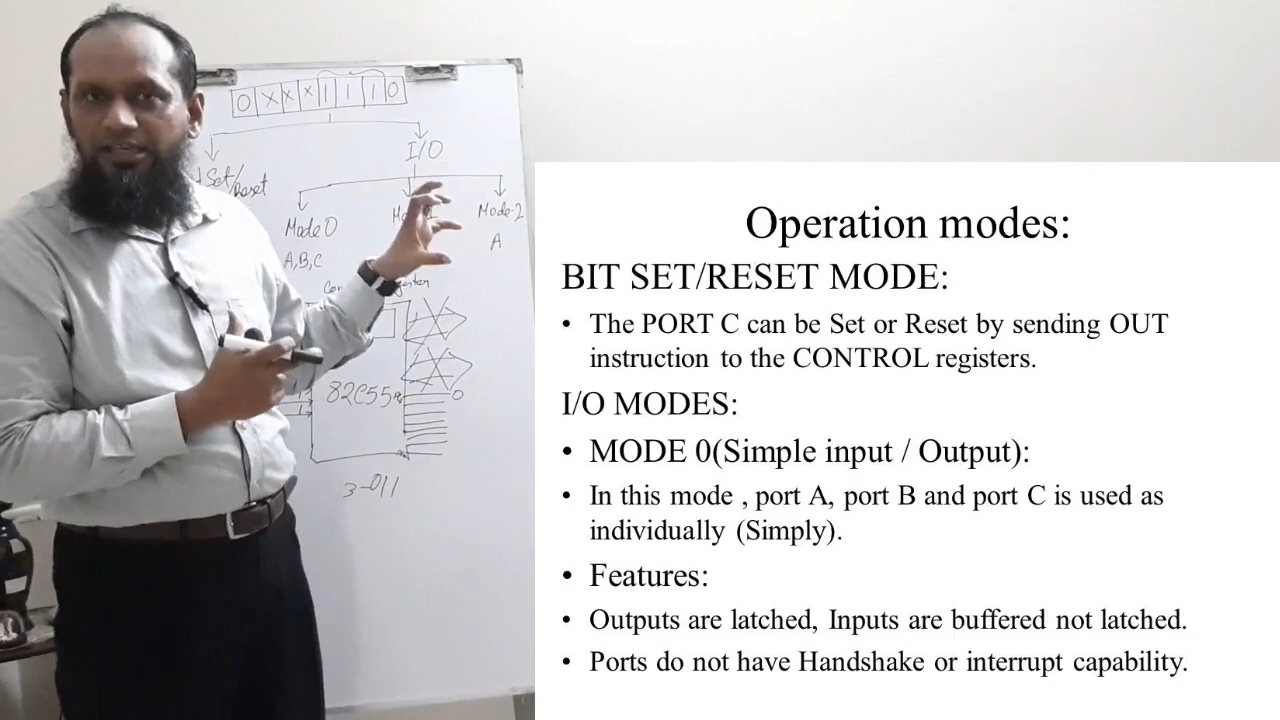 0 X X X 1 1 1 0
I/O
Set/
Reset
Mode 0
Mode-2
A,B,C
A
82C55
0
3-011
Operation modes:
BIT SET/RESET MODE:
• The PORT C can be Set or Reset by sending OUT
instruction to the CONTROL registers.
I/O MODES:
• MODE 0(Simple input / Output):
• In this mode , port A, port B and port C is used as
individually (Simply).
• Features:
• Outputs are latched, Inputs are buffered not latched.
• Ports do not have Handshake or interrupt capability.